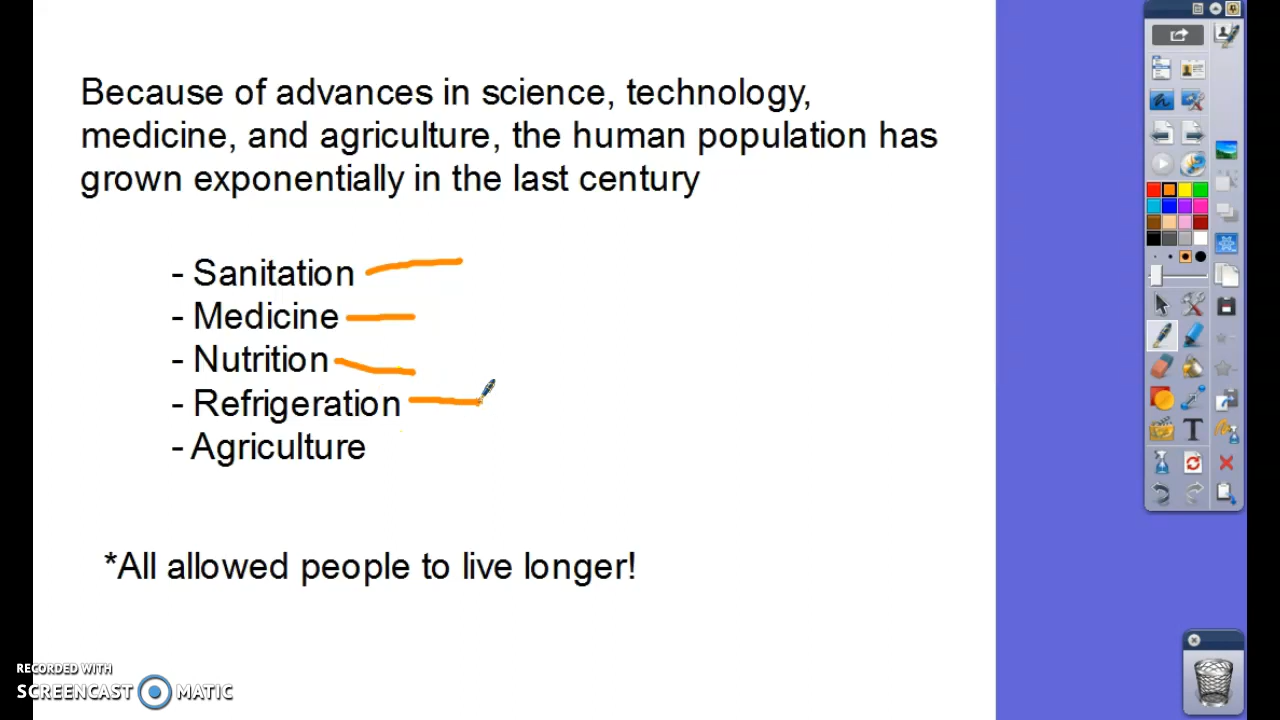 Because of advances in science, technology,
medicine, and agriculture, the human population has
grown exponentially in the last century
- Sanitation
- Medicine
- Nutrition
- Refrigeration
- Agriculture
*All allowed people to live longer!
RECORDED WITH
SCREENCAST MATIC
T